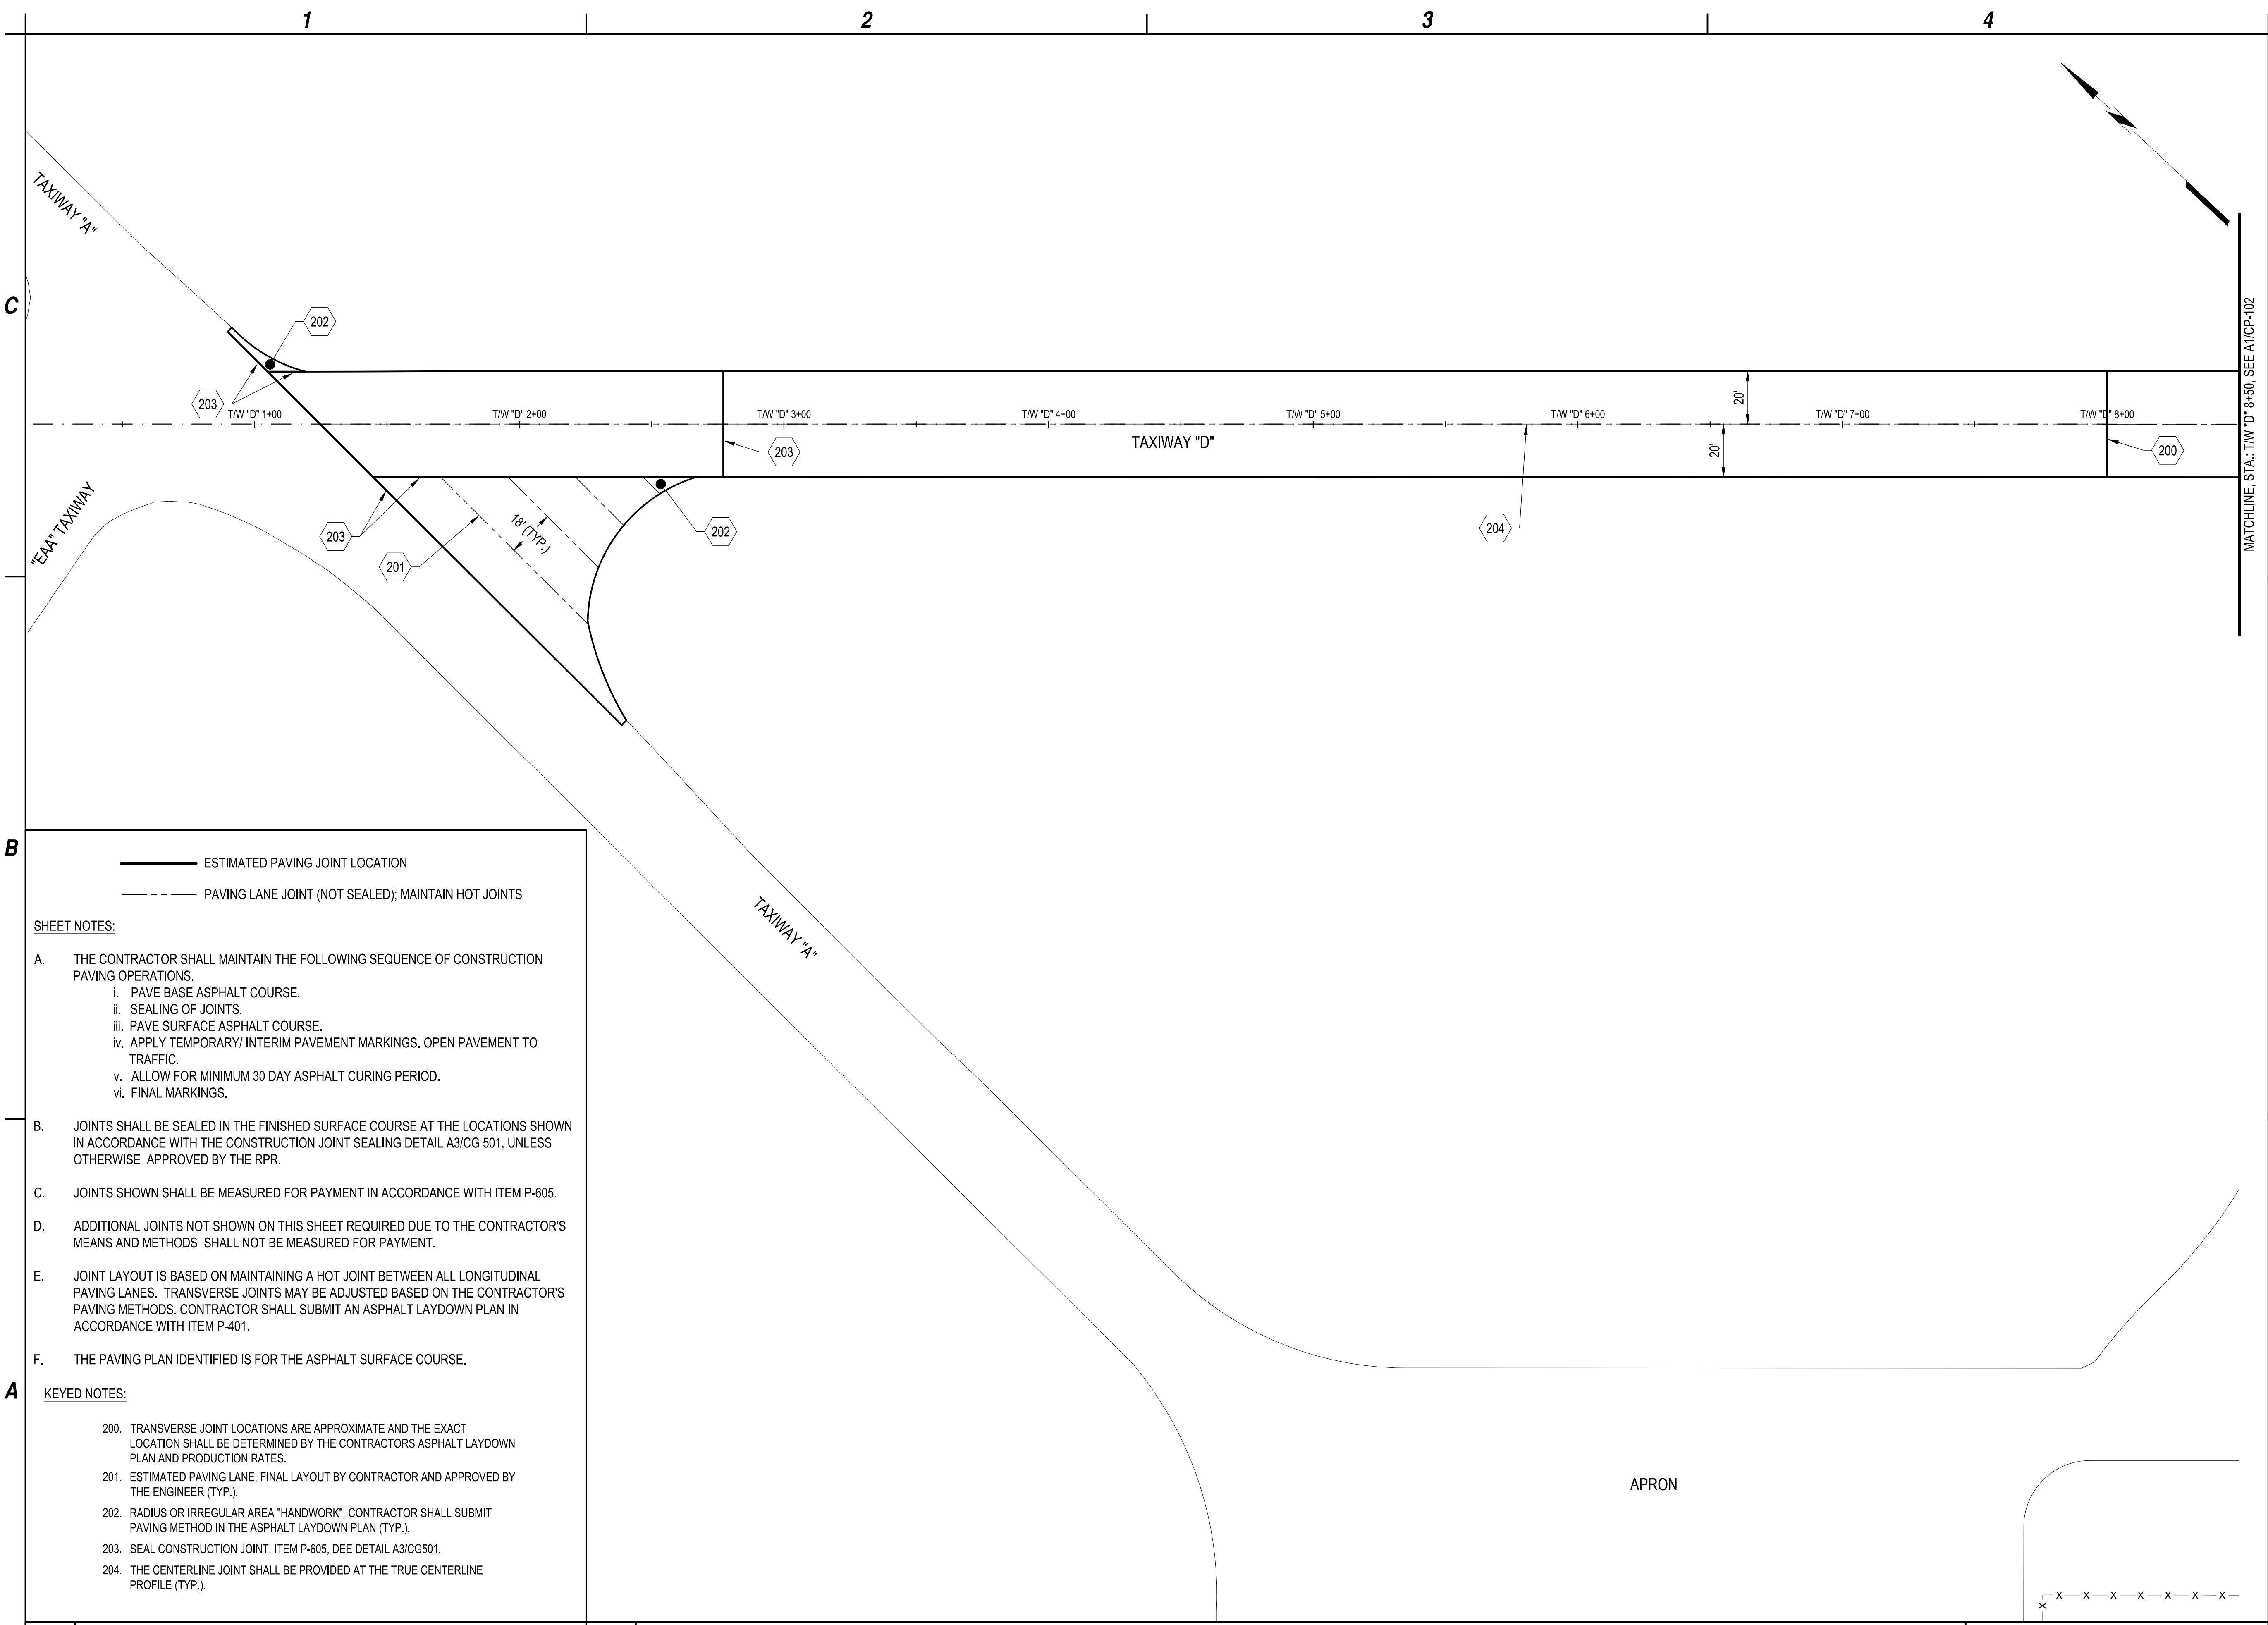 1
2
3
4
C
B
A
TAXIWAY "A"
202
203
T/W "D" 1+00
T/W "D" 2+00
T/W "D" 3+00
T/W "D" 4+00
T/W "D" 5+00
T/W "D" 6+00
T/W "D" 7+00
T/W "D" 8+00
20'
20'
TAXIWAY "D"
203
200
MATCHLINE, STA.: T/W "D" 8+50, SEE A1/CP-102
"EAA" TAXIWAY
203
201
18' (TYP.)
202
204
TAXIWAY "A"
APRON
X X X X X X X
X
ESTIMATED PAVING JOINT LOCATION
PAVING LANE JOINT (NOT SEALED); MAINTAIN HOT JOINTS
SHEET NOTES:
A. THE CONTRACTOR SHALL MAINTAIN THE FOLLOWING SEQUENCE OF CONSTRUCTION
PAVING OPERATIONS.
i. PAVE BASE ASPHALT COURSE.
ii. SEALING OF JOINTS.
iii. PAVE SURFACE ASPHALT COURSE.
iv. APPLY TEMPORARY/ INTERIM PAVEMENT MARKINGS. OPEN PAVEMENT TO
TRAFFIC.
v. ALLOW FOR MINIMUM 30 DAY ASPHALT CURING PERIOD.
vi. FINAL MARKINGS.
B. JOINTS SHALL BE SEALED IN THE FINISHED SURFACE COURSE AT THE LOCATIONS SHOWN
IN ACCORDANCE WITH THE CONSTRUCTION JOINT SEALING DETAIL A3/CG 501, UNLESS
OTHERWISE APPROVED BY THE RPR.
C. JOINTS SHOWN SHALL BE MEASURED FOR PAYMENT IN ACCORDANCE WITH ITEM P-605.
D. ADDITIONAL JOINTS NOT SHOWN ON THIS SHEET REQUIRED DUE TO THE CONTRACTOR'S
MEANS AND METHODS SHALL NOT BE MEASURED FOR PAYMENT.
E. JOINT LAYOUT IS BASED ON MAINTAINING A HOT JOINT BETWEEN ALL LONGITUDINAL
PAVING LANES. TRANSVERSE JOINTS MAY BE ADJUSTED BASED ON THE CONTRACTOR'S
PAVING METHODS. CONTRACTOR SHALL SUBMIT AN ASPHALT LAYDOWN PLAN IN
ACCORDANCE WITH ITEM P-401.
F. THE PAVING PLAN IDENTIFIED IS FOR THE ASPHALT SURFACE COURSE.
KEYED NOTES:
200. TRANSVERSE JOINT LOCATIONS ARE APPROXIMATE AND THE EXACT
LOCATION SHALL BE DETERMINED BY THE CONTRACTORS ASPHALT LAYDOWN
PLAN AND PRODUCTION RATES.
201. ESTIMATED PAVING LANE, FINAL LAYOUT BY CONTRACTOR AND APPROVED BY
THE ENGINEER (TYP.).
202. RADIUS OR IRREGULAR AREA "HANDWORK", CONTRACTOR SHALL SUBMIT
PAVING METHOD IN THE ASPHALT LAYDOWN PLAN (TYP.).
203. SEAL CONSTRUCTION JOINT, ITEM P-605, DEE DETAIL A3/CG501.
204. THE CENTERLINE JOINT SHALL BE PROVIDED AT THE TRUE CENTERLINE
PROFILE (TYP.).